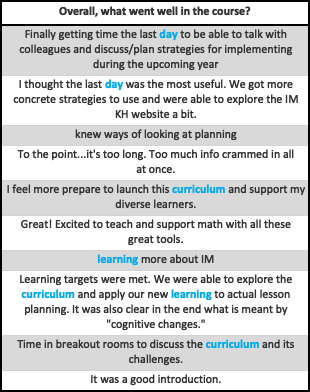 Overall, what went well in the course?
Finally getting time the last day to be able to talk with
colleagues and discuss/plan strategies for implementing
during the upcoming year
I thought the last day was the most useful. We got more
concrete strategies to use and were able to explore the IM
KH website a bit.
knew ways of looking at planning
To the point...it's too long. Too much info crammed in all
at once.
I feel more prepare to launch this curriculum and support my
diverse learners.
Great! Excited to teach and support math with all these
great tools.
learning more about IM
Learning targets were met. We were able to explore the
curriculum and apply our new learning to actual lesson
planning. It was also clear in the end what is meant by
"cognitive changes."
Time in breakout rooms to discuss the curriculum and its
challenges.
It was a good introduction.